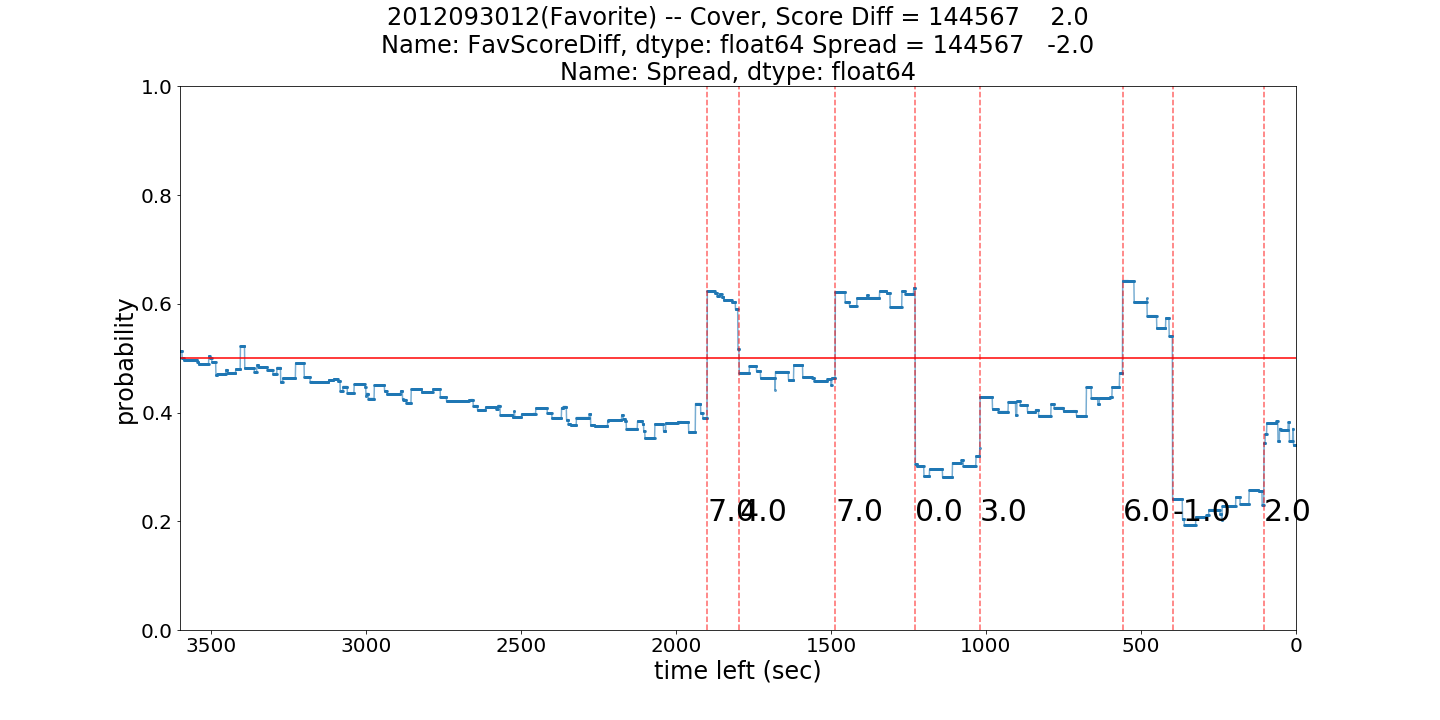 2012093012(Favorite) -- Cover, Score Diff = 144567    2.0
Name: FavScoreDiff, dtype: float64 Spread = 144567   -2.0
Name: Spread, dtype: float64
1.0
0.8
0.6
0.4
0.2
0.0
probability
7.0 4.0 7.0 0.0 3.0 6.0 -1.0 2.0
3500 3000 2500 2000 1500 1000 500 0
time left (sec)